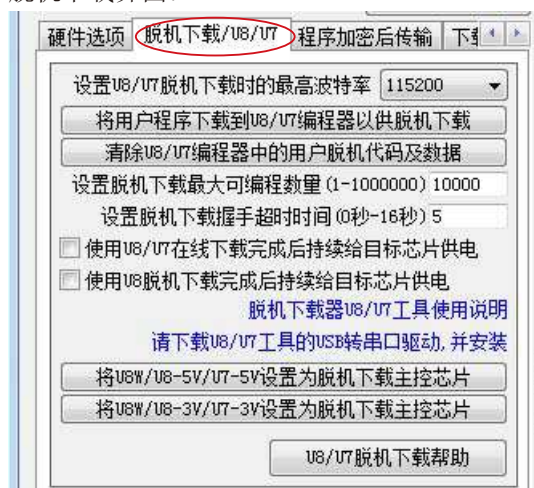 硬件选项 脱机下载/U8/U7 程序加密后传输
设置U8/U7脱机下载时的最高波特率 115200
将用户程序下载到U8/U7编程器以供脱机下载
清除U8/U7编程器中的用户脱机代码及数据
设置脱机下载最大可编程数量(1-1000000) 10000
设置脱机下载握手超时时间(0秒-16秒) 5
使用U8/U7在线下载完成后持续给目标芯片供电
使用U8脱机下载完成后持续给目标芯片供电
脱机下载器U8/U7工具使用说明
请下载U8/U7工具的USB转串口驱动,并安装
将U8W/U8-5V/U7-5V设置为脱机下载主控芯片
将U8W/U8-3V/U7-3V设置为脱机下载主控芯片
U8/U7脱机下载帮助